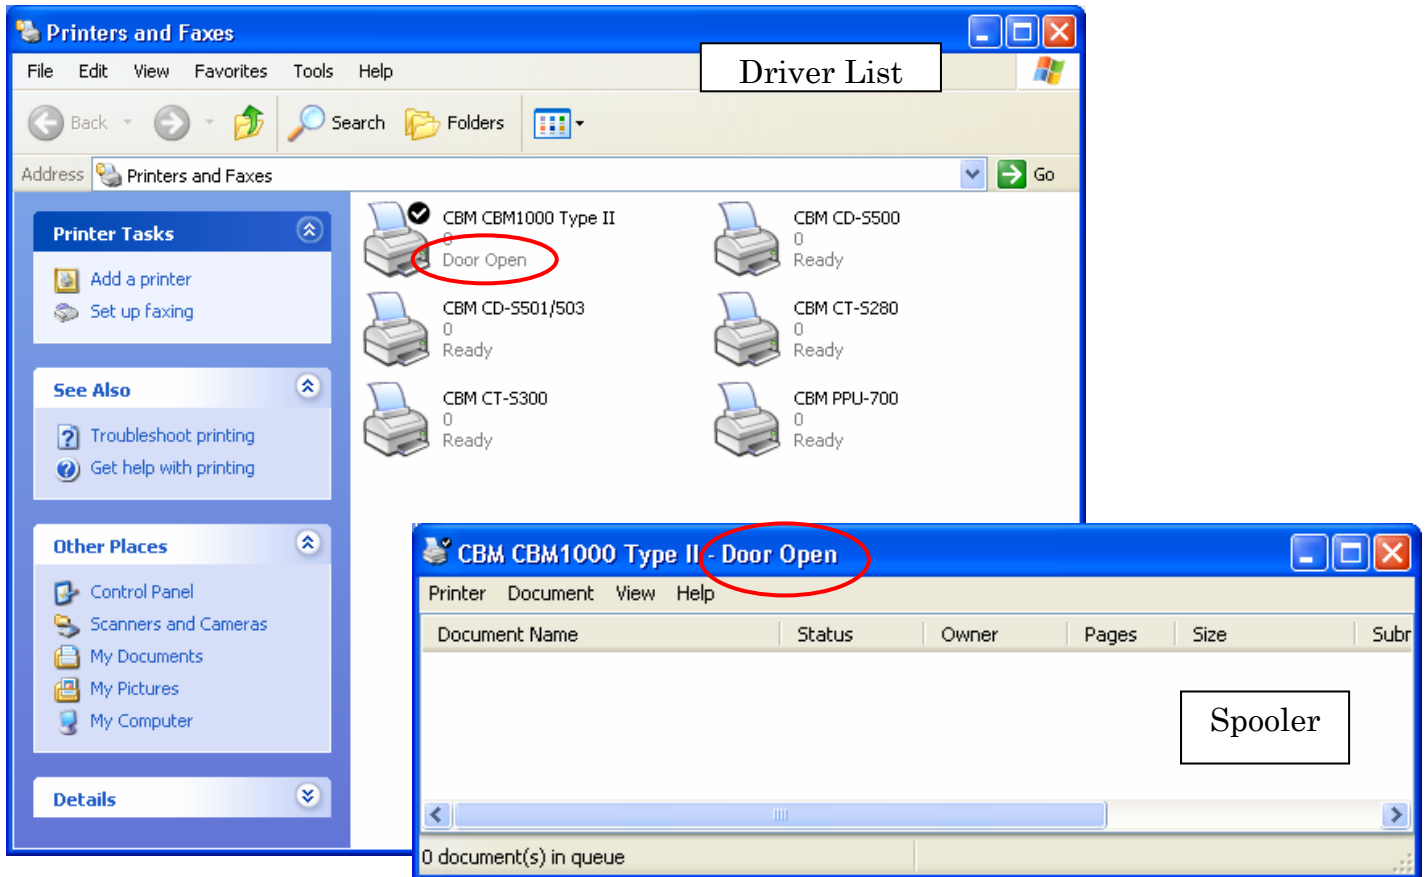 Printers and Faxes
File Edit View Favorites Tools Help
Driver List
Back Search Folders
Address Printers and Faxes Go
Printer Tasks
Add a printer
Set up faxing
See Also
Troubleshoot printing
Get help with printing
Other Places
Control Panel
Scanners and Cameras
My Documents
My Pictures
My Computer
Details
CBM CBM1000 Type II
0
Door Open
CBM CD-S500
0
Ready
CBM CD-S501/503
0
Ready
CBM CT-S280
0
Ready
CBM CT-S300
0
Ready
CBM PPU-700
0
Ready
CBM CBM1000 Type II - Door Open
Printer Document View Help
Document Name Status Owner Pages Size Subr
Spooler
0 document(s) in queue